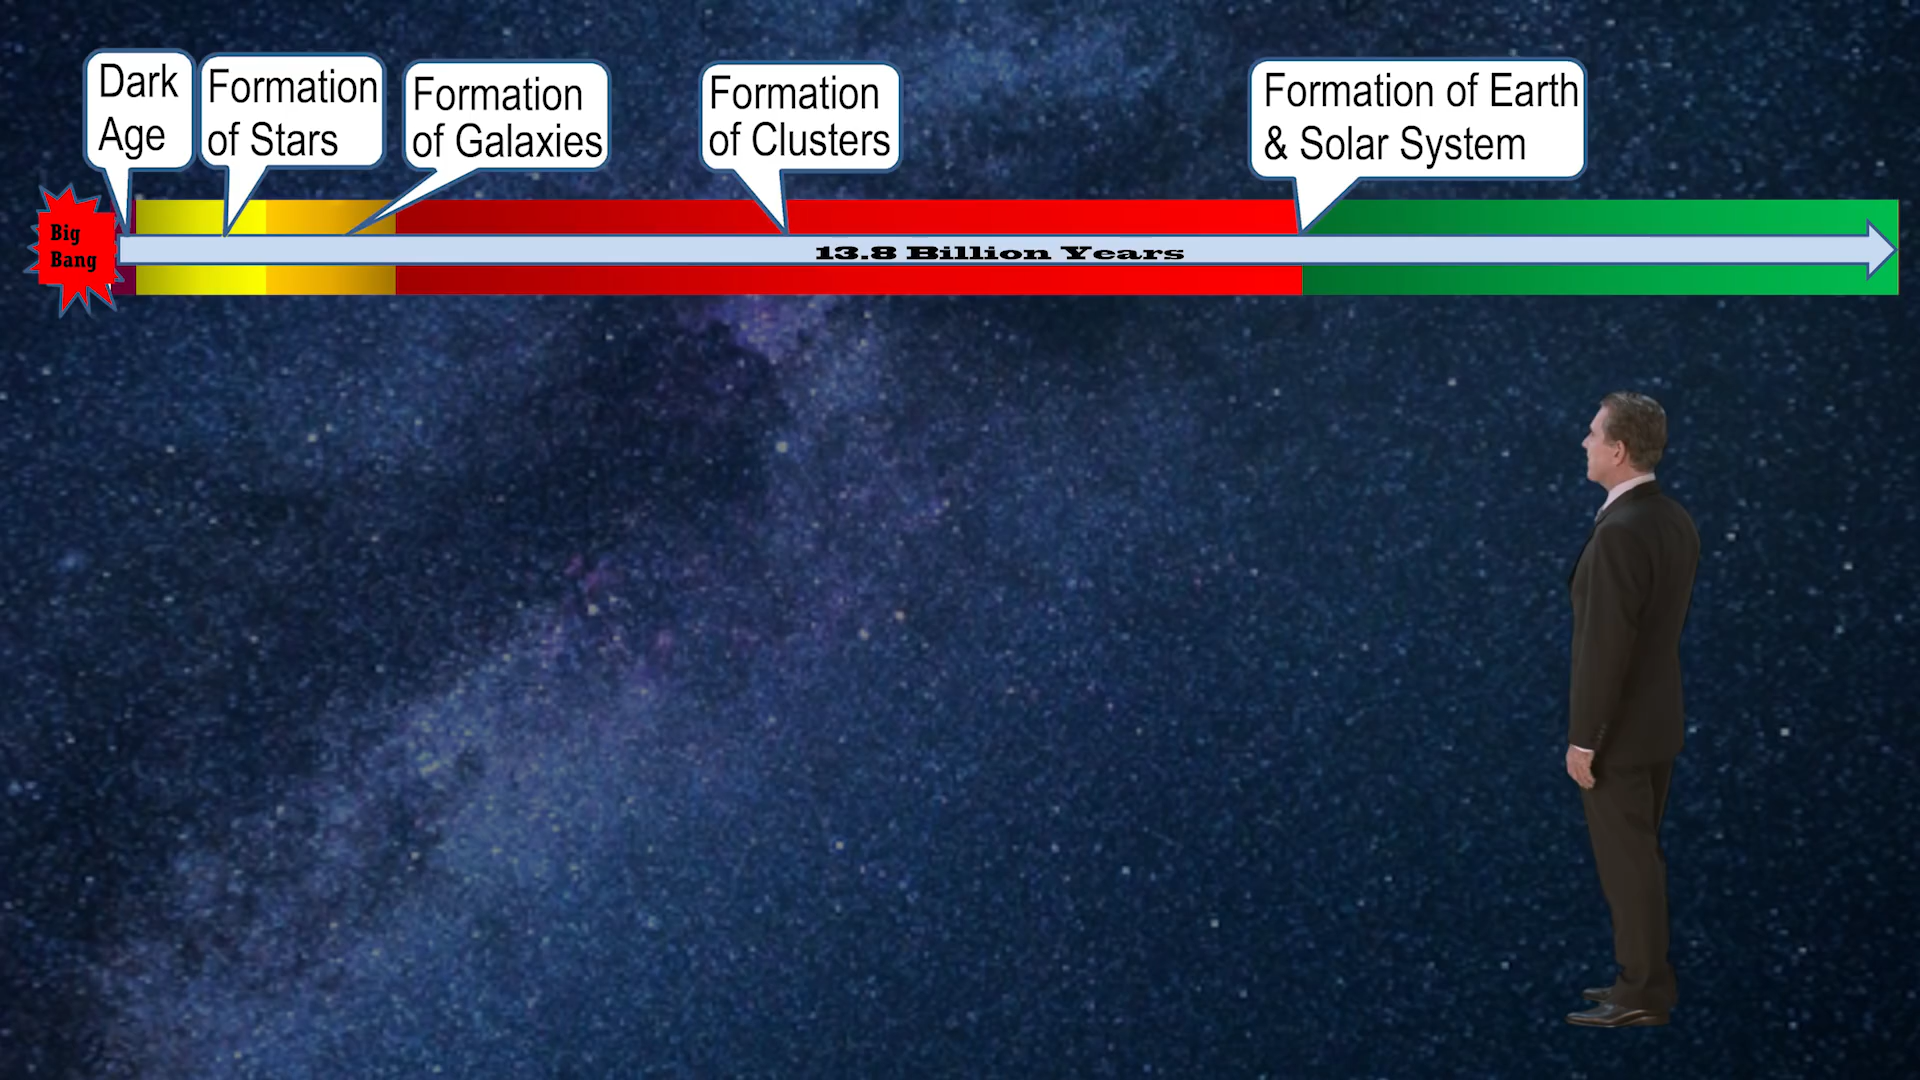 Dark
Age
Formation
of Stars
Formation
of Galaxies
Formation
of Clusters
Formation of Earth
& Solar System
Big
Bang
13.8 Billion Years